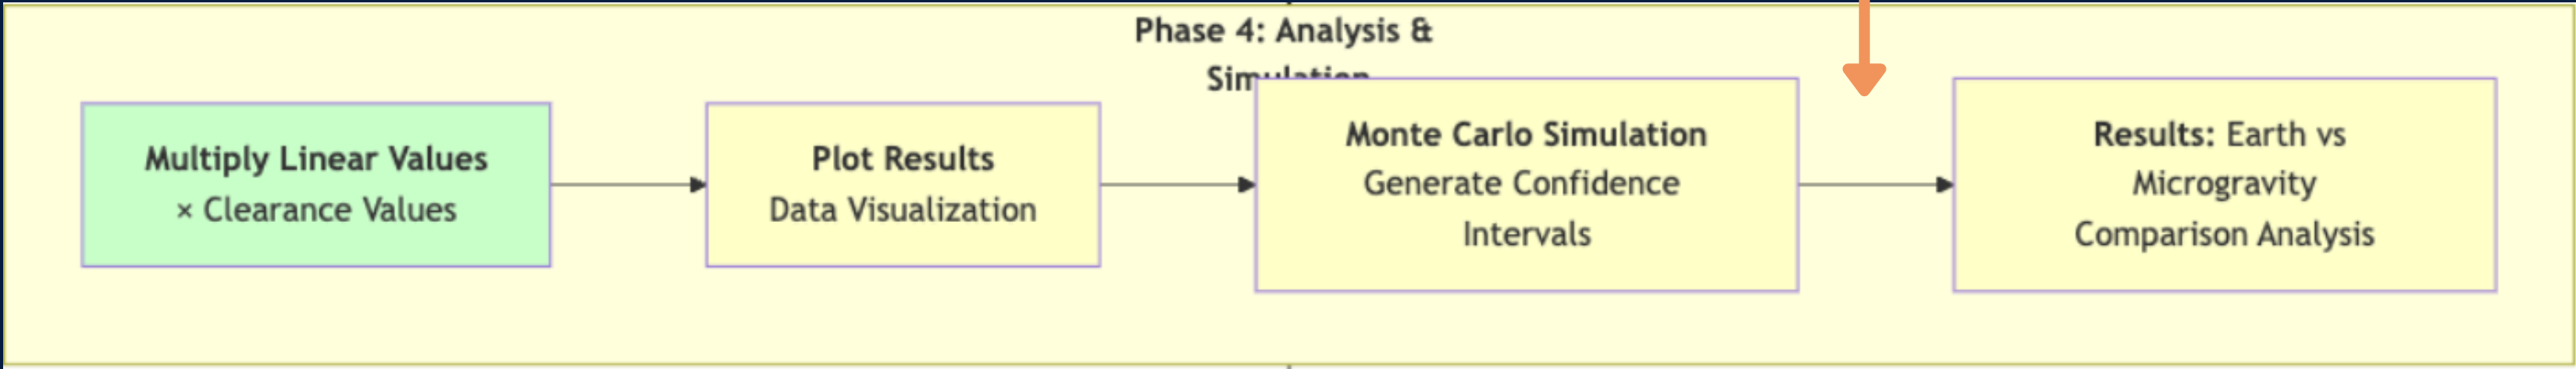 Phase 4: Analysis &
Simulation
Multiply Linear Values
× Clearance Values
Plot Results
Data Visualization
Monte Carlo Simulation
Generate Confidence
Intervals
Results: Earth vs
Microgravity
Comparison Analysis